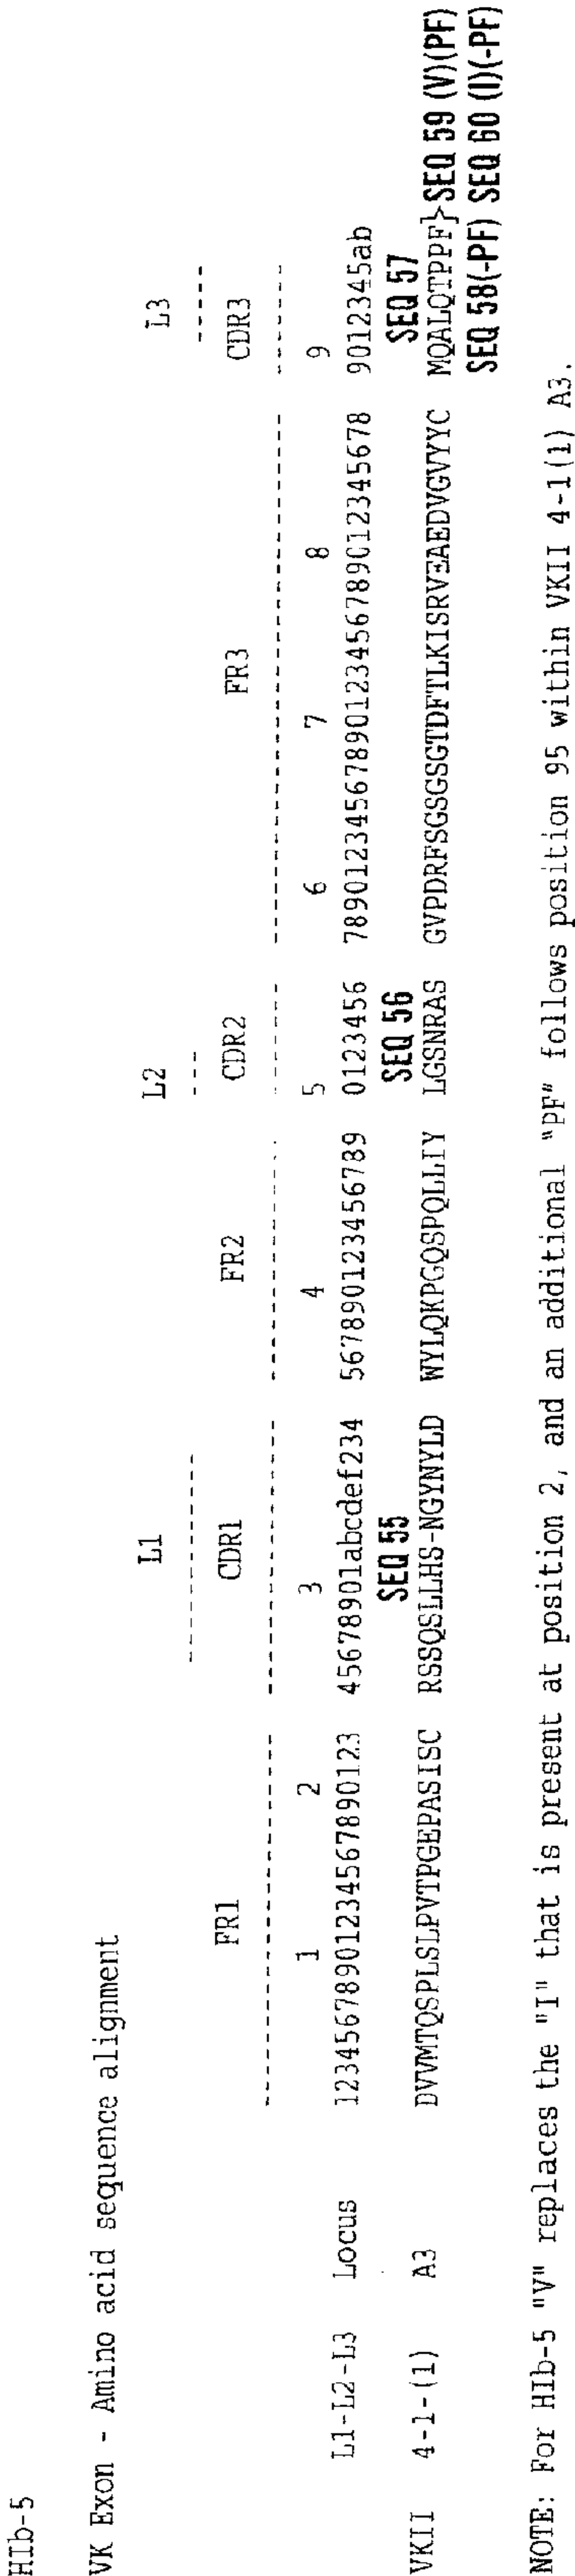 HIb-5
VK Exon - Amino acid sequence alignment
L1 L2 L3
----------- --- -----
FR1 CDR1 FR2 CDR2 FR3 CDR3
1 2 3 4 5 6 7 8 9
L1-L2-L3 Locus 12345678901234567890123 45678901abcdef234 567890123456789 0123456 78901234567890123456789012345678 9012345ab
SEQ 55 SEQ 56 SEQ 57
VKII 4-1-(1) A3 DVVMTQSPLSLPVTPGEPASISC RSSQSLLHS-NGYNYLD WYLQKPGQSPQLLIY LGSNRAS GVPDRFSGSGSGTDFTLKISRVEAEDVGVYYC MQALQTPPF}>SEQ 59 (V)(PF)
SEQ 58(-PF) SEQ 60 (I)(-PF)
NOTE: For HIb-5 "V" replaces the "I" that is present at position 2, and an additional "PF" follows position 95 within VKII 4-1(1) A3.